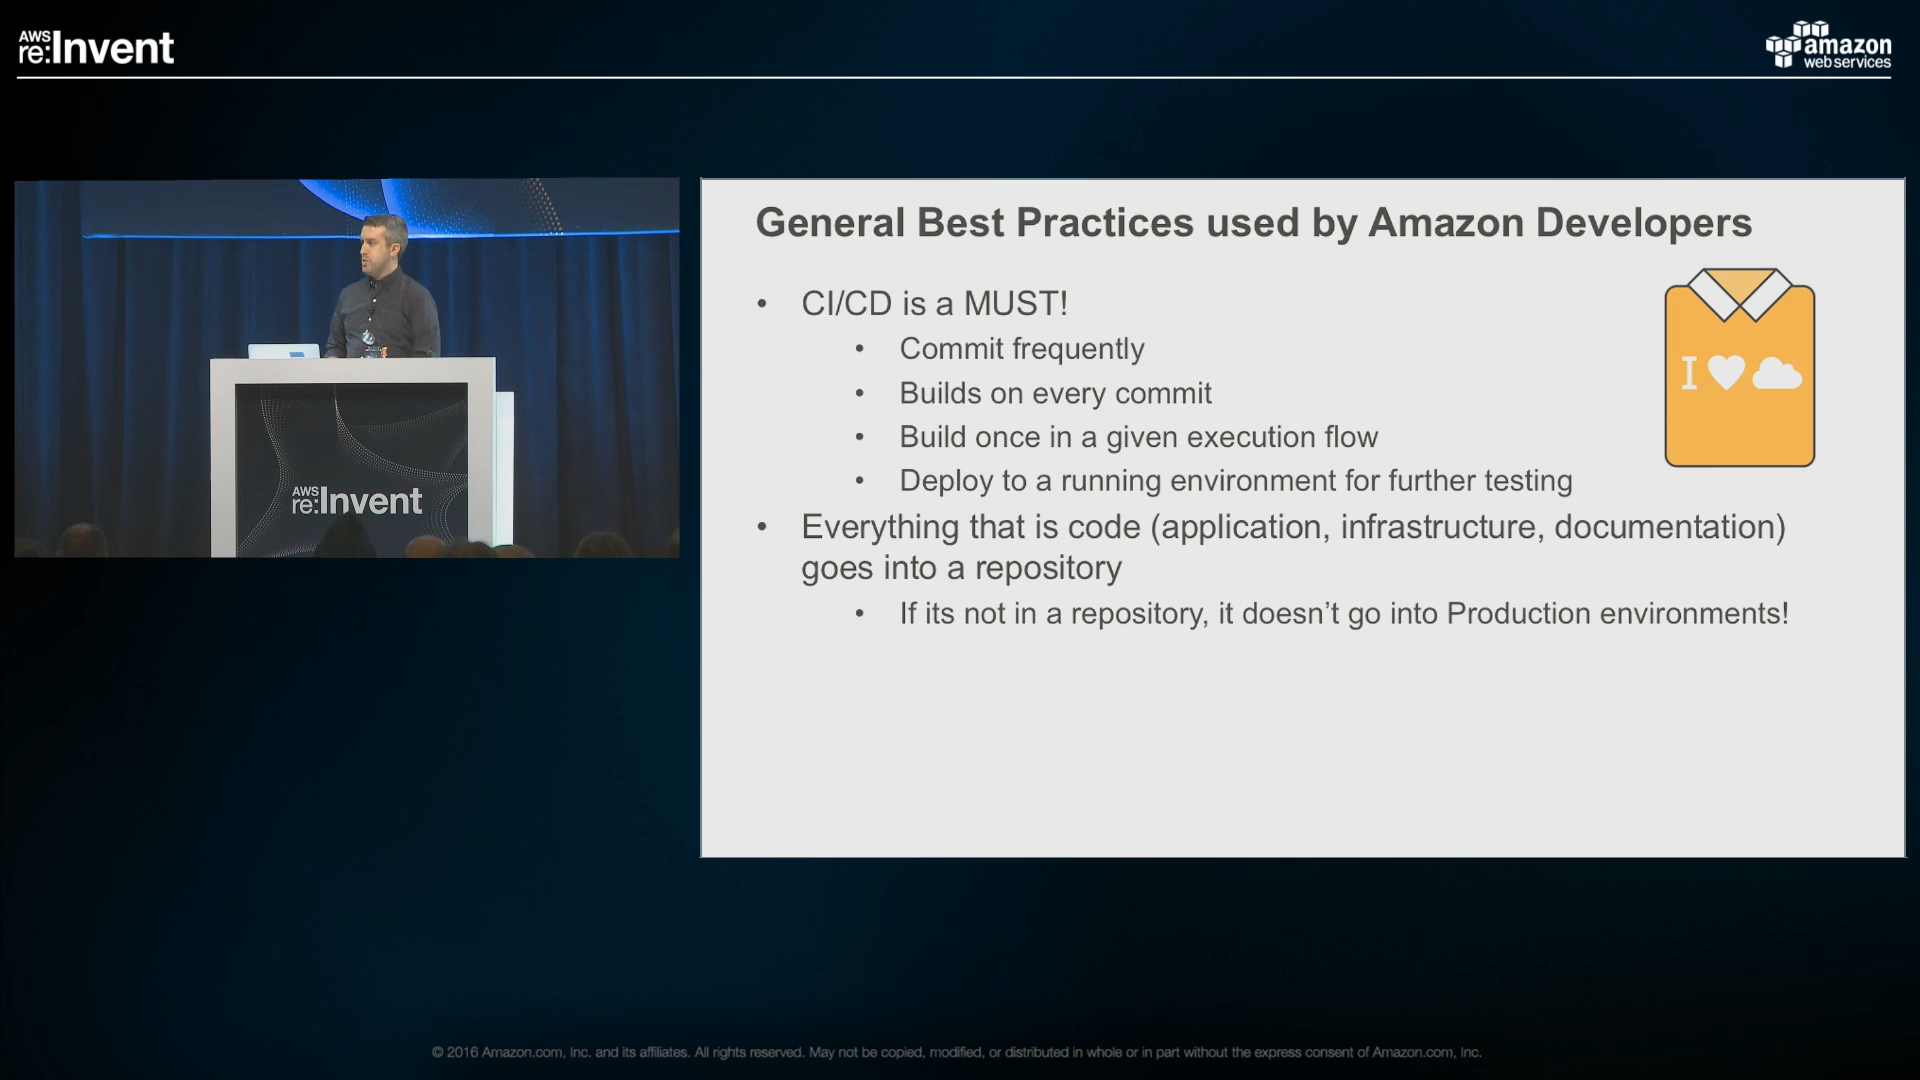 AWS
re:Invent
amazon
web services
General Best Practices used by Amazon Developers
• CI/CD is a MUST!
• Commit frequently
• Builds on every commit
• Build once in a given execution flow
• Deploy to a running environment for further testing
• Everything that is code (application, infrastructure, documentation)
goes into a repository
• If its not in a repository, it doesn’t go into Production environments!
I
AWS
re:Invent
© 2016 Amazon.com, Inc. and its affiliates. All rights reserved. May not be copied, modified, or distributed in whole or in part without the express consent of Amazon.com, Inc.